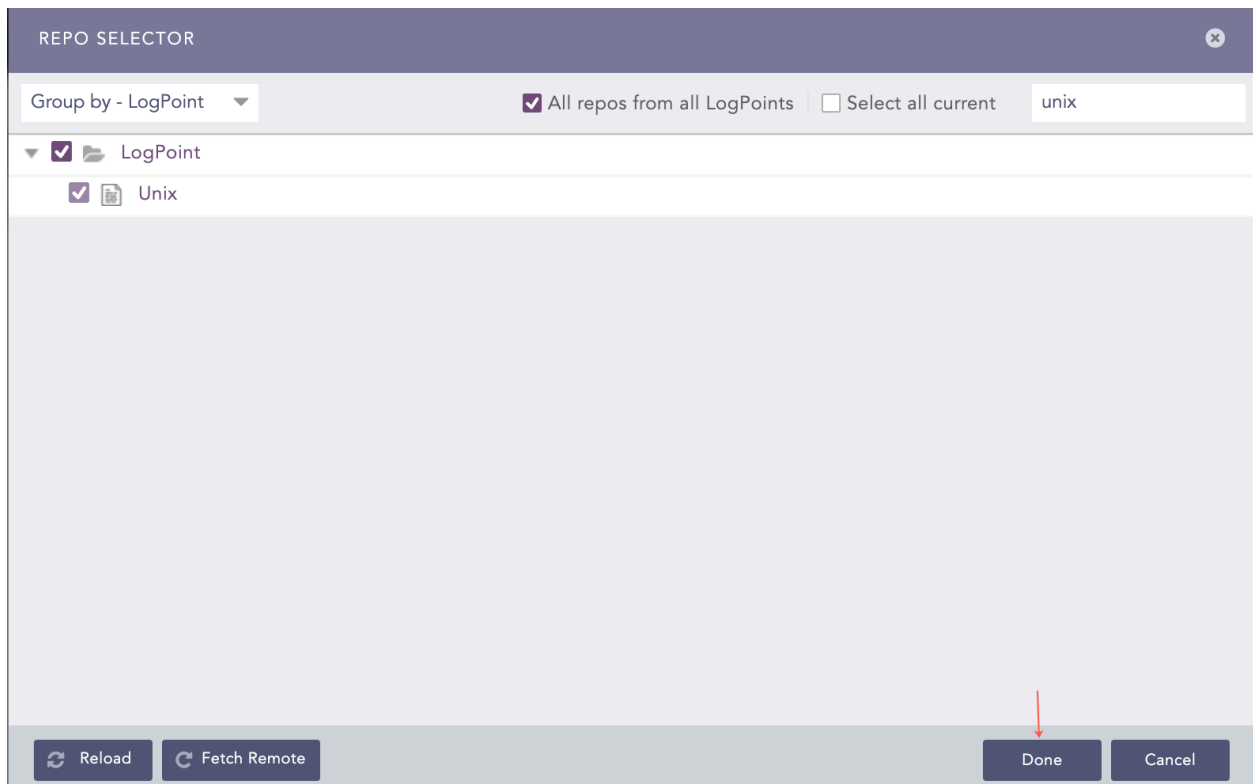 REPO SELECTOR
Group by - LogPoint All repos from all LogPoints Select all current unix
LogPoint
Unix
Reload Fetch Remote Done Cancel